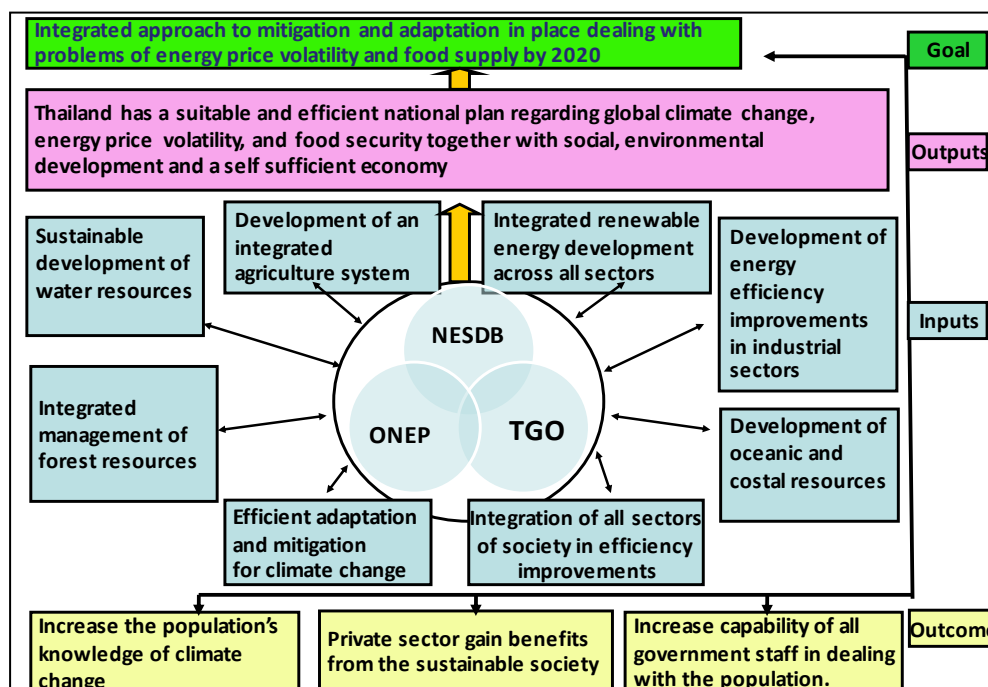 Integrated approach to mitigation and adaptation in place dealing with
problems of energy price volatility and food supply by 2020
Goal
Thailand has a suitable and efficient national plan regarding global climate change,
energy price volatility, and food security together with social, environmental
development and a self sufficient economy
Outputs
Sustainable
development of
water resources
Development of an
integrated
agriculture system
Integrated renewable
energy development
across all sectors
Development of
energy
efficiency
improvements
in industrial
sectors
Inputs
NESDB
ONEP
TGO
Integrated
management of
forest resources
Development of
oceanic and
costal resources
Efficient adaptation
and mitigation
for climate change
Integration of all sectors
of society in efficiency
improvements
Increase the population's
knowledge of climate
change
Private sector gain benefits
from the sustainable society
Increase capability of all
government staff in dealing
with the population.
Outcome